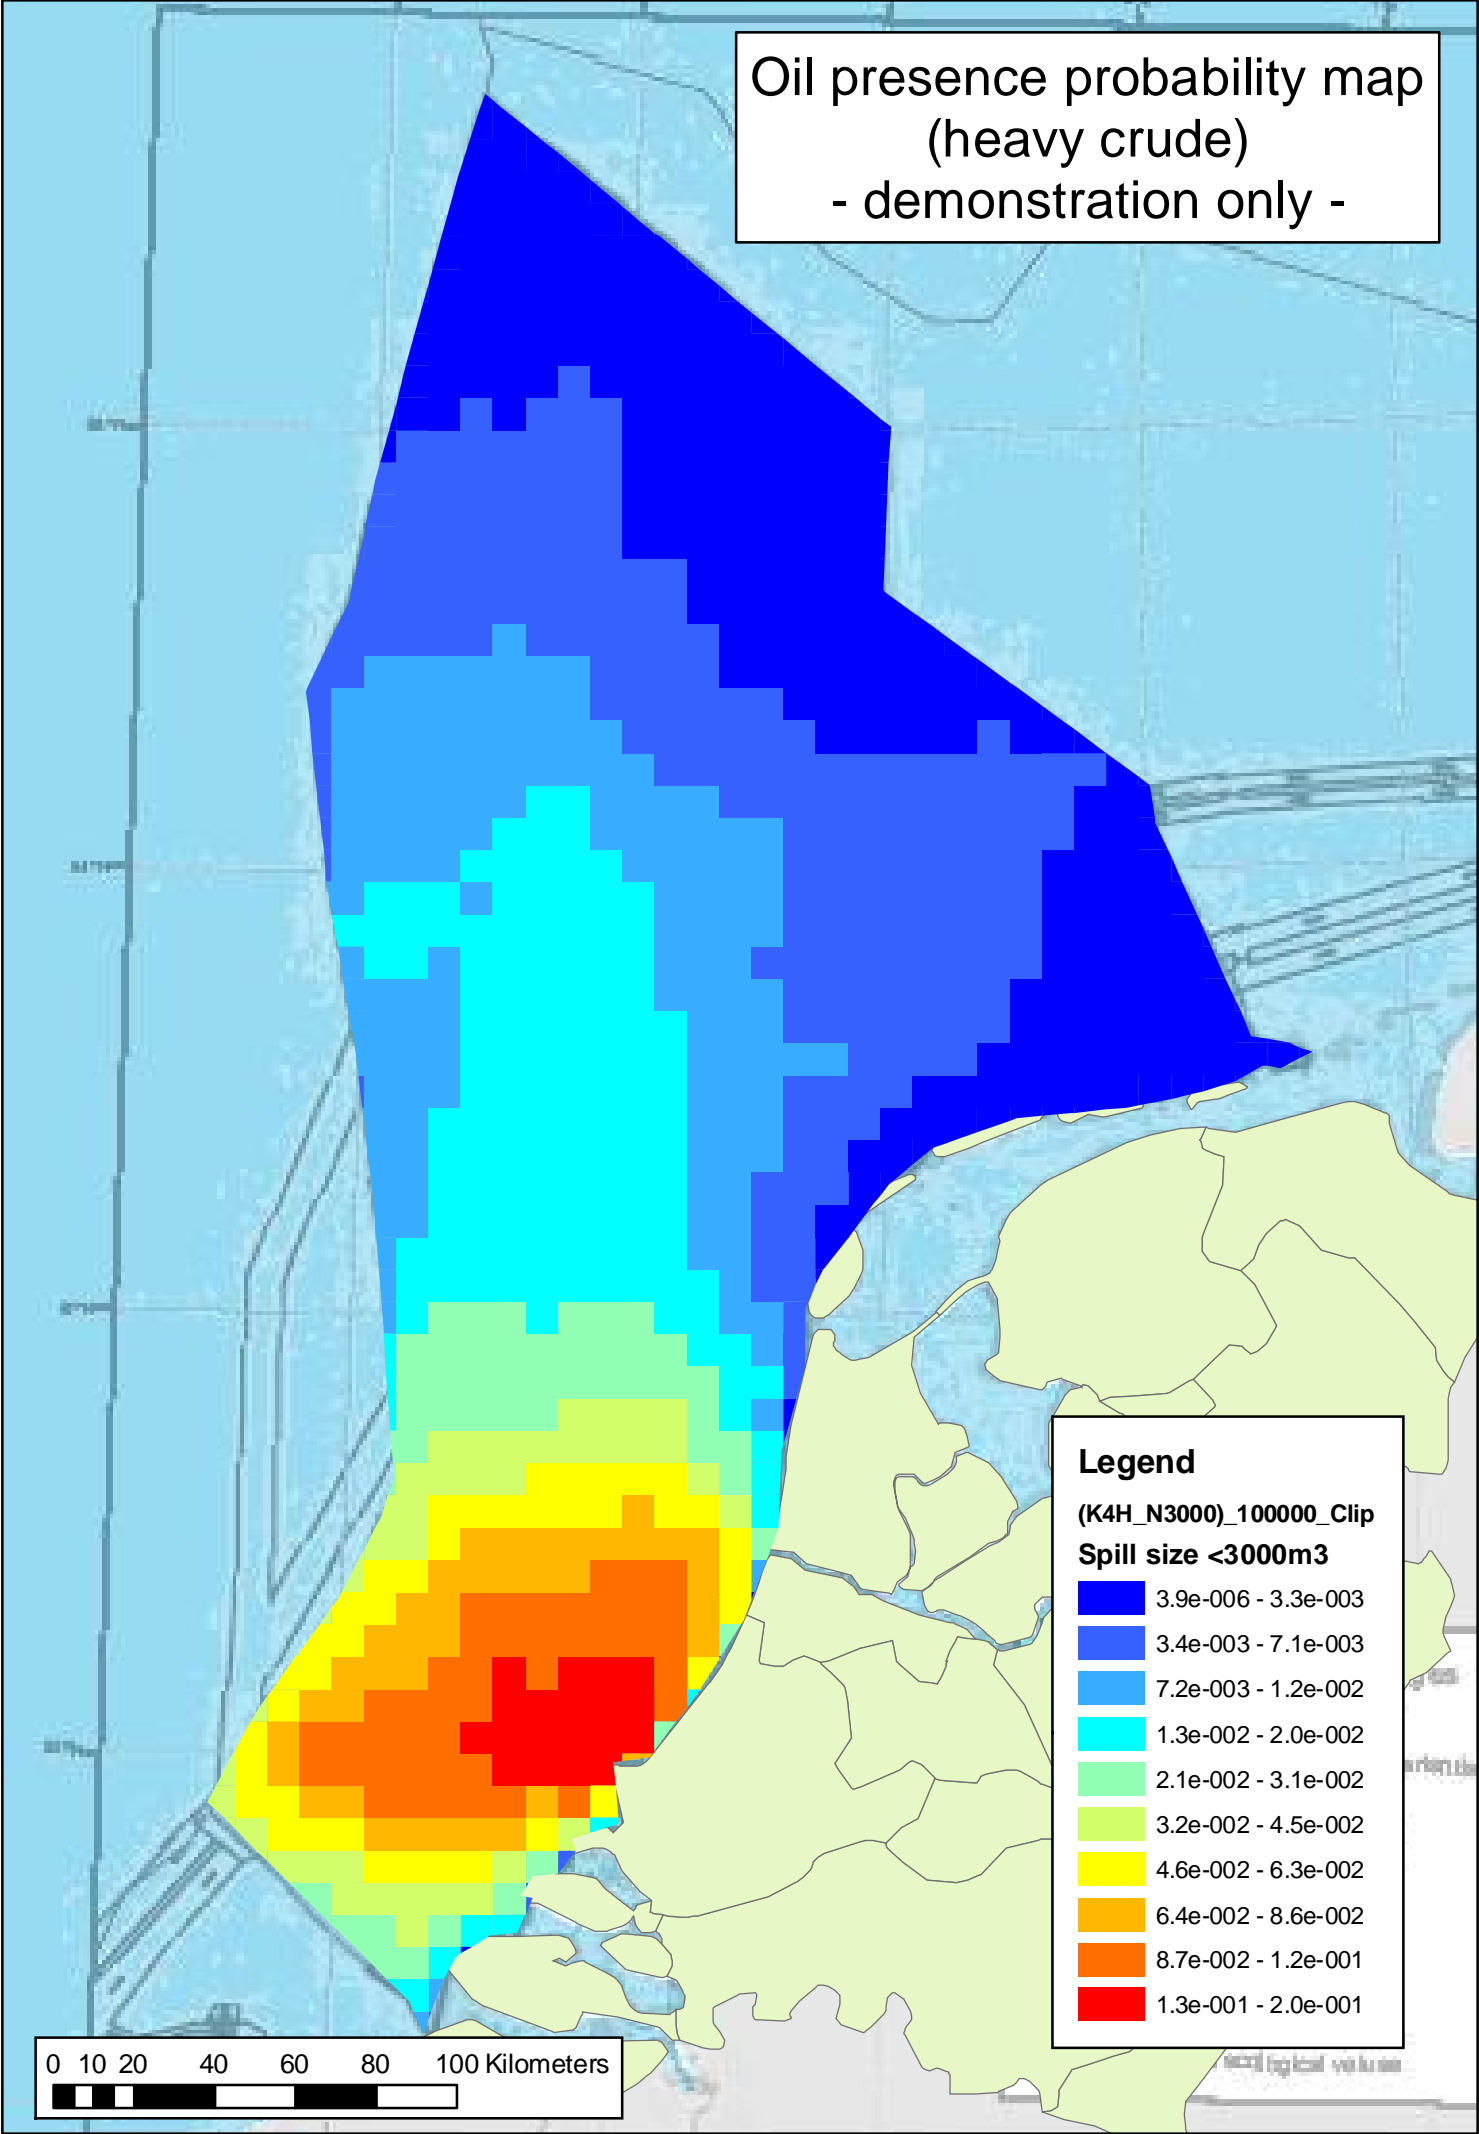 Oil presence probability map
(heavy crude)
- demonstration only -
Legend
(K4H_N3000)_100000_Clip
Spill size <3000m3
3.9e-006 - 3.3e-003
3.4e-003 - 7.1e-003
7.2e-003 - 1.2e-002
1.3e-002 - 2.0e-002
2.1e-002 - 3.1e-002
3.2e-002 - 4.5e-002
4.6e-002 - 6.3e-002
6.4e-002 - 8.6e-002
8.7e-002 - 1.2e-001
1.3e-001 - 2.0e-001
0 10 20 40 60 80 100 Kilometers